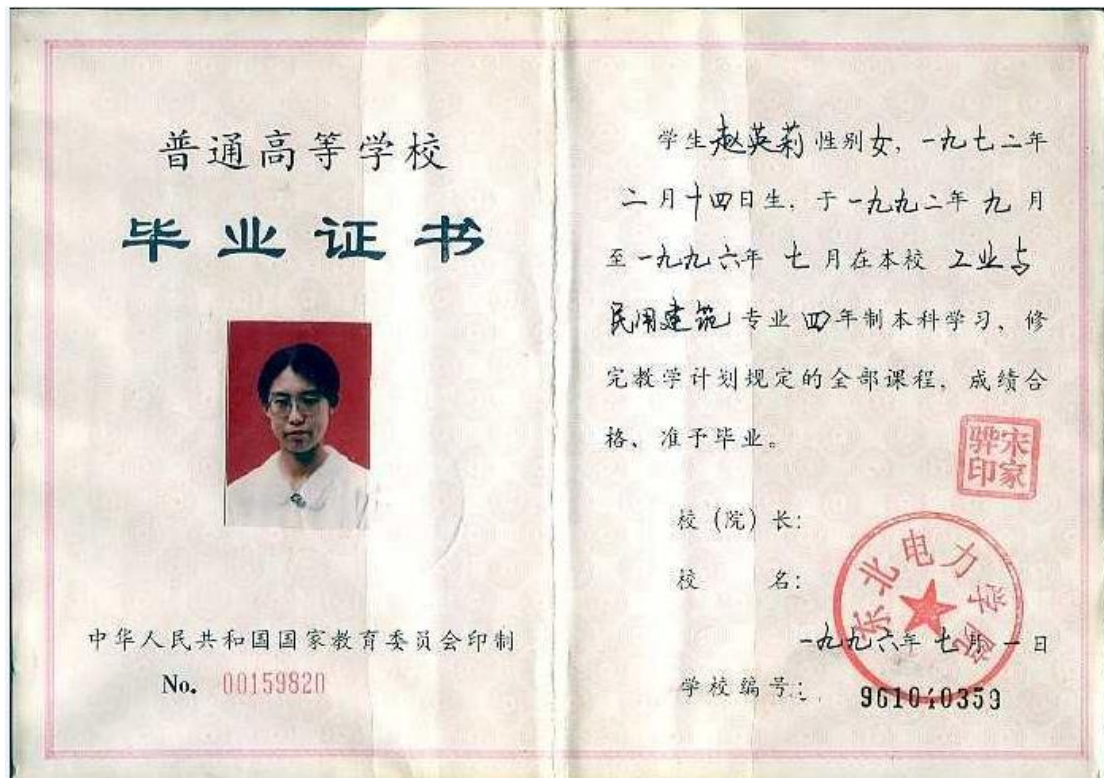 普通高等学校
毕业证书
中华人民共和国国家教育委员会印制
No. 00159820
学生赵英莉性别女，一九七二年
二月十四日生，于一九九二年九月
至一九九六年七月在本校工业与
民用建筑专业四年制本科学习，修
完教学计划规定的全部课程，成绩合
格，准予毕业。
宋家骅印
校（院）长：
校名：
东北电力学院
一九九六年七月一日
学校编号：961040359